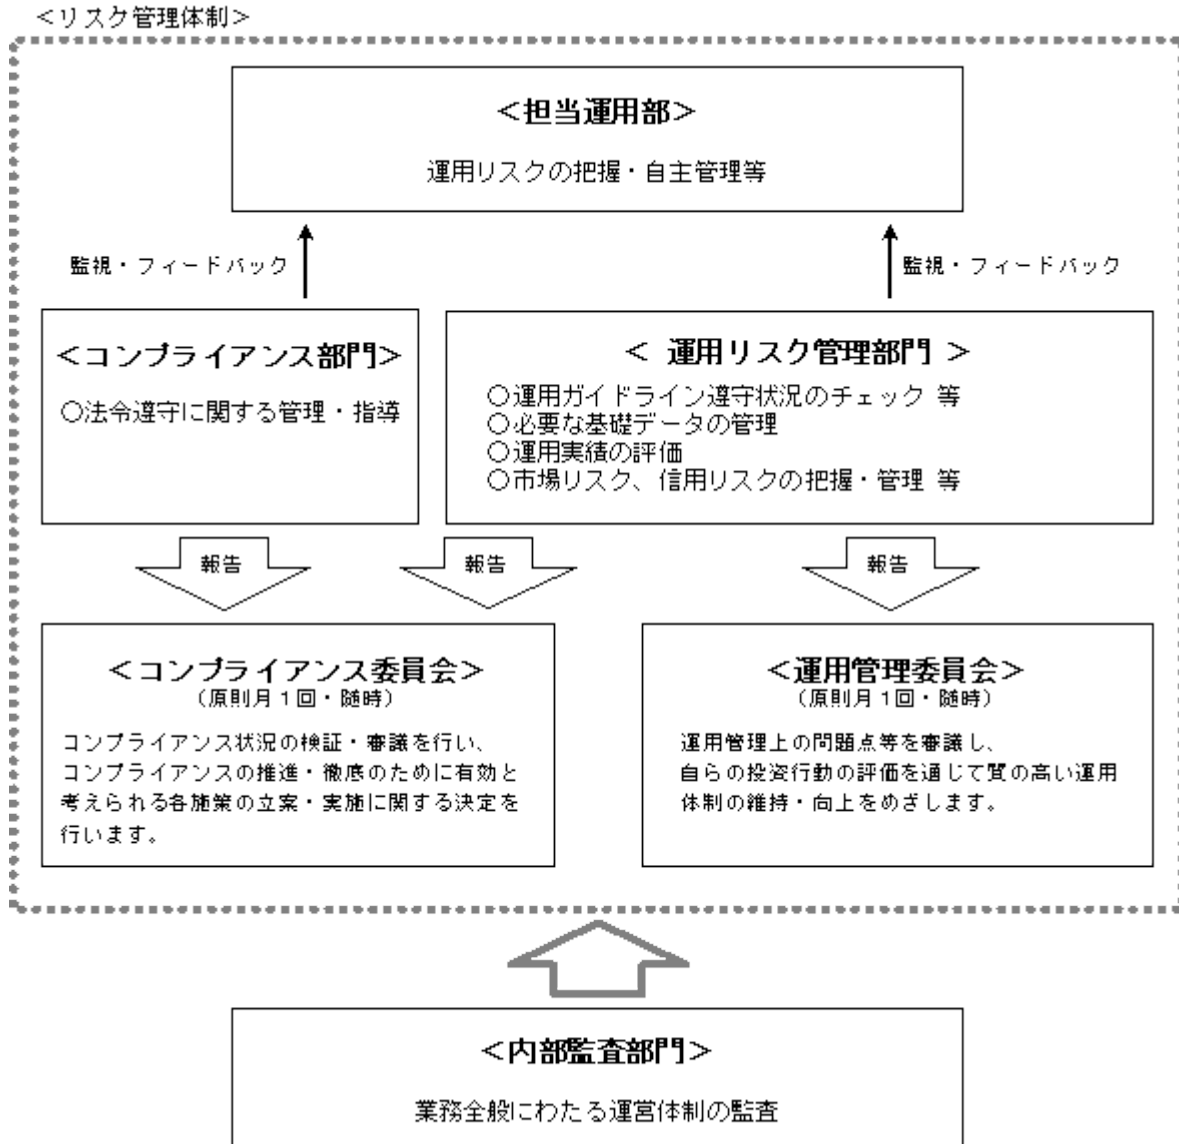 ＜リスク管理体制＞
＜担当運用部＞
運用リスクの把握・自主管理等
監視・フィードバック
監視・フィードバック
＜コンプライアンス部門＞
○法令遵守に関する管理・指導
＜ 運用リスク管理部門 ＞
○運用ガイドライン遵守状況のチェック 等
○必要な基礎データの管理
○運用実績の評価
○市場リスク、信用リスクの把握・管理 等
報告
報告
報告
＜コンプライアンス委員会＞
（原則月１回・随時）
コンプライアンス状況の検証・審議を行い、
コンプライアンスの推進・徹底のために有効と
考えられる各施策の立案・実施に関する決定を
行います。
＜運用管理委員会＞
（原則月１回・随時）
運用管理上の問題点等を審議し、
自らの投資行動の評価を通じて質の高い運用
体制の維持・向上をめざします。
＜内部監査部門＞
業務全般にわたる運営体制の監査